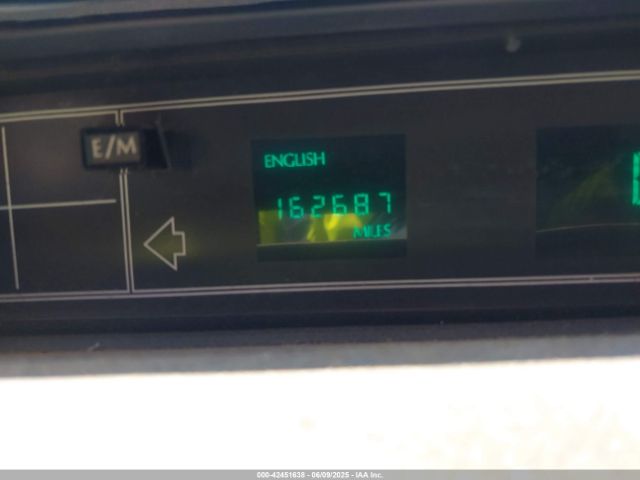 E/M
ENGLISH
162687
MILES
000-42451638 - 06/09/2025 - IAA Inc.